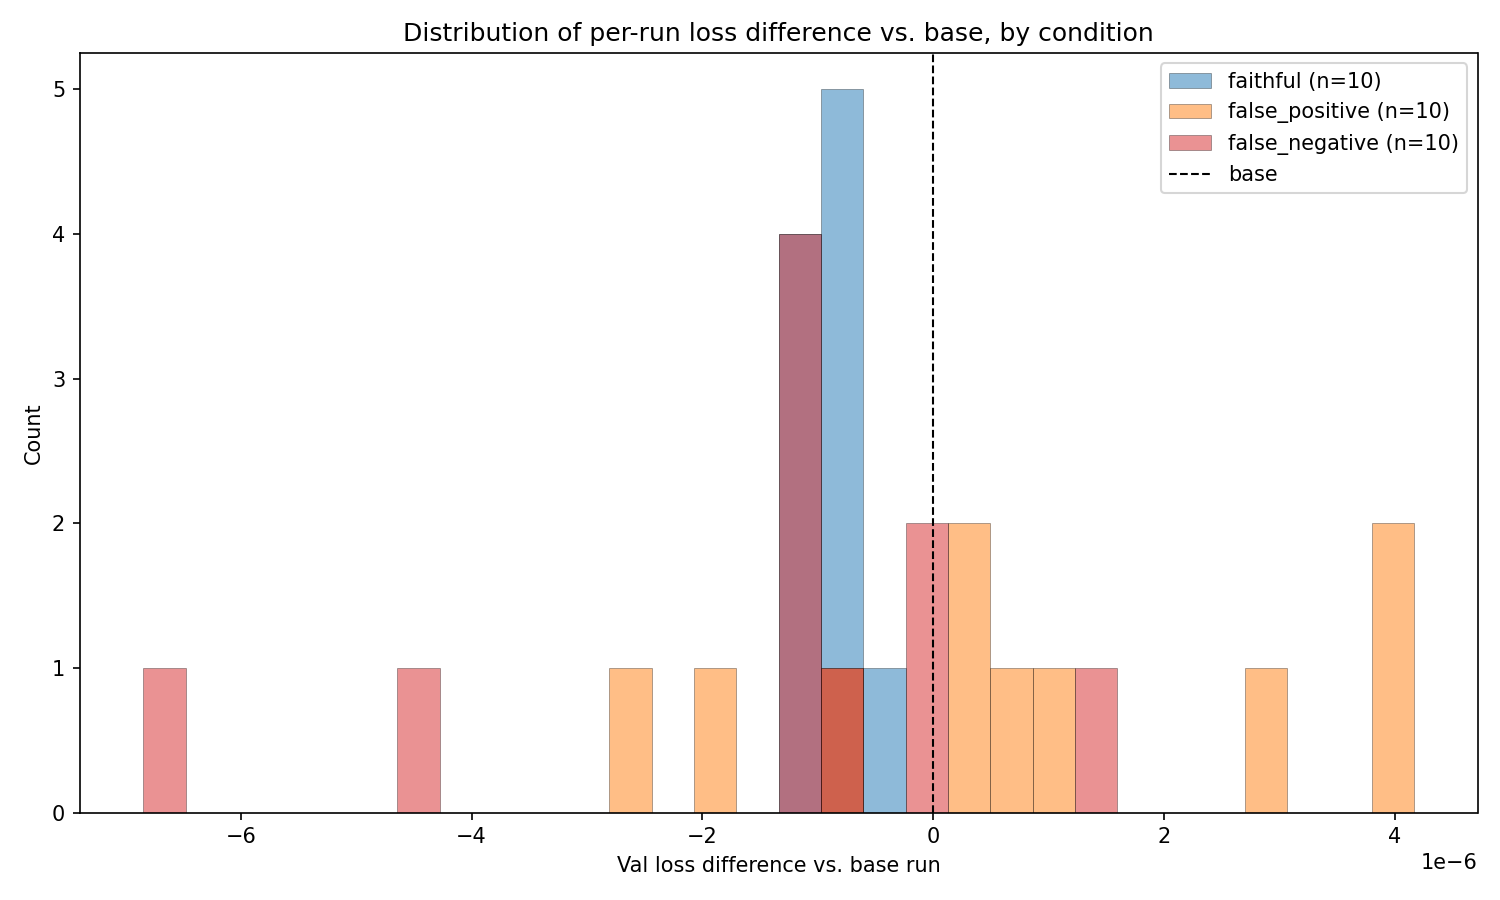 Distribution of per-run loss difference vs. base, by condition
faithful (n=10)
false_positive (n=10)
false_negative (n=10)
base
Count
5
4
3
2
1
0
−6
−4
−2
0
2
4
1e−6
Val loss difference vs. base run